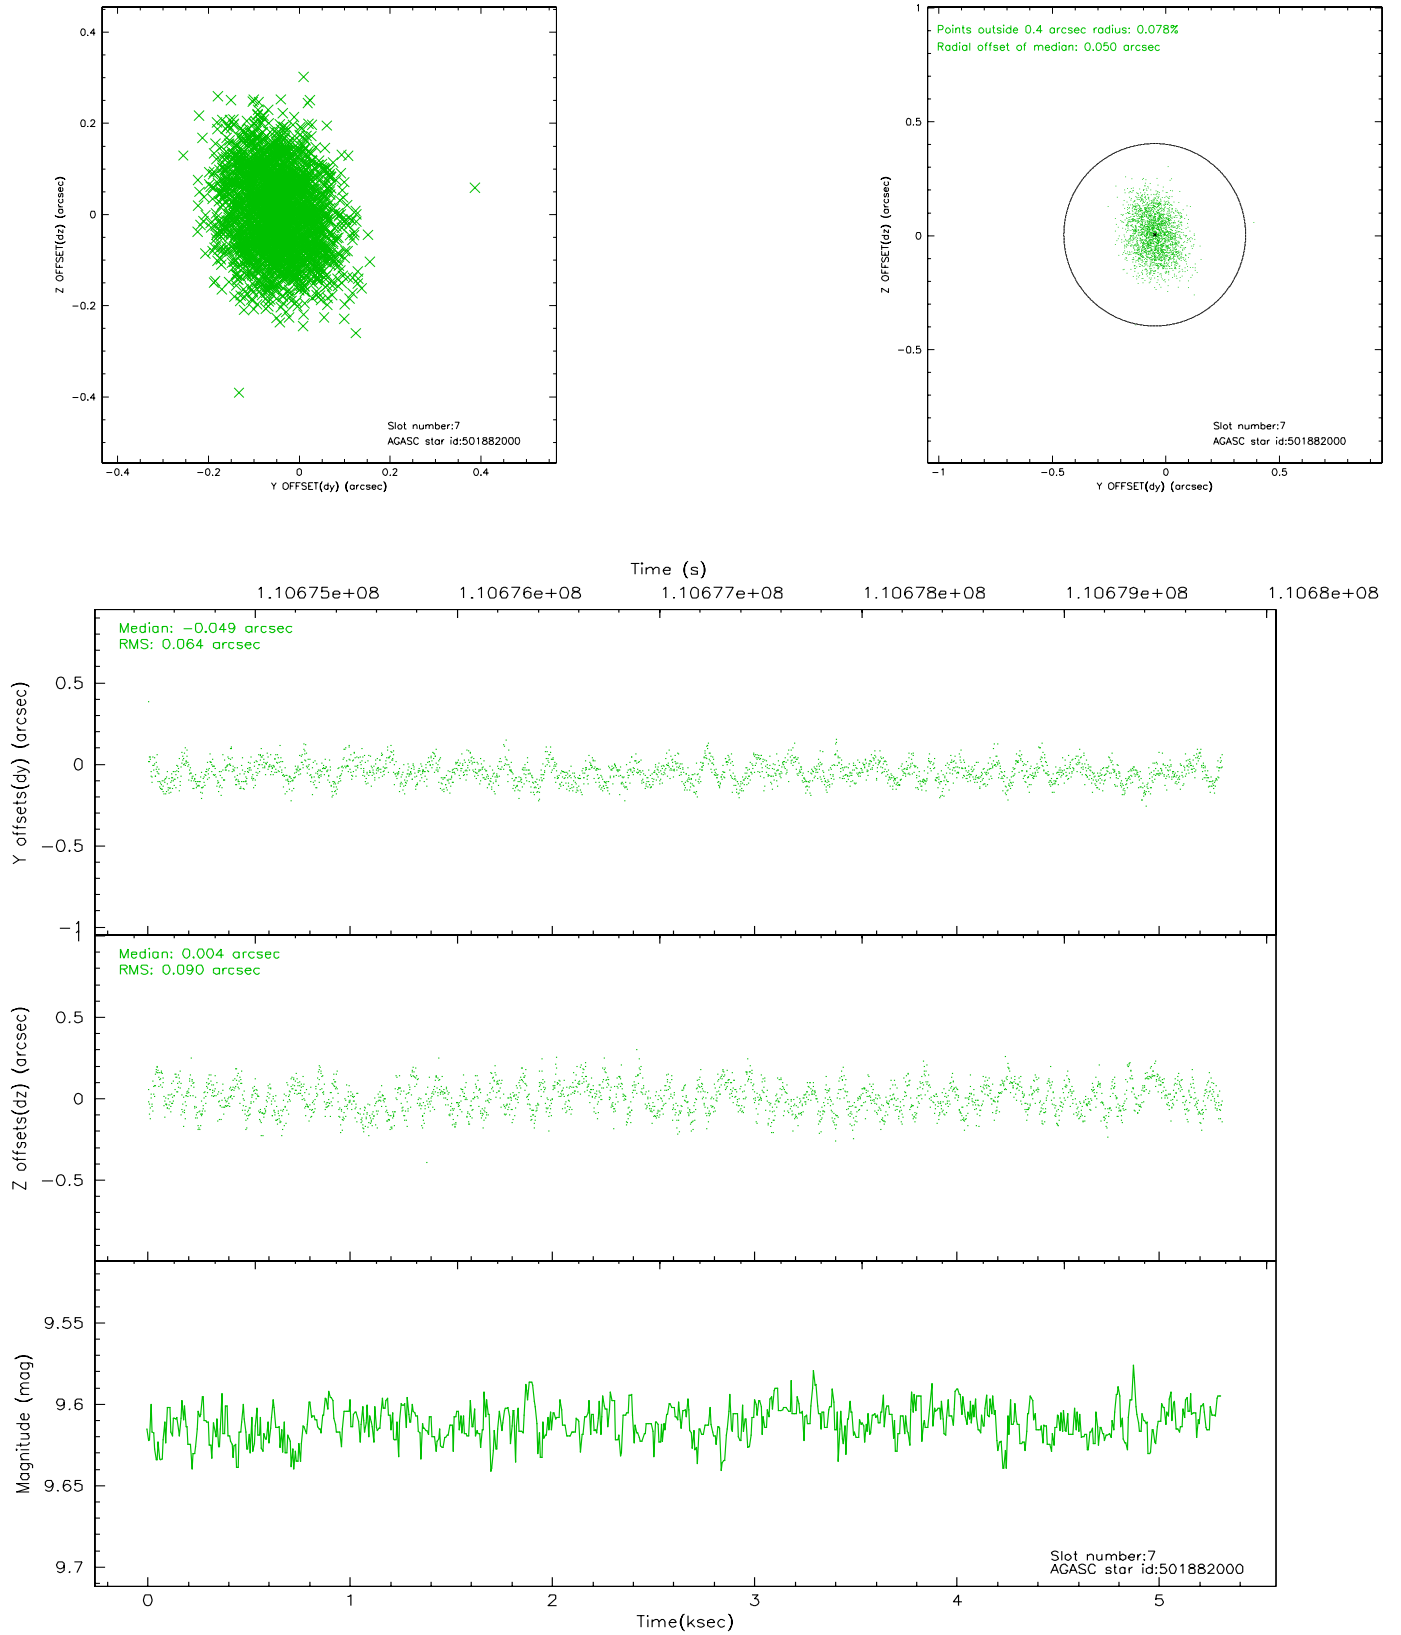 0.4
0.2
0
−0.2
−0.4
Z OFFSET(dz) (arcsec)
Slot number:7
AGASC star id:501882000
−0.4
−0.2
0
0.2
0.4
Y OFFSET(dy) (arcsec)
Points outside 0.4 arcsec radius: 0.078%
Radial offset of median: 0.050 arcsec
1
0.5
0
−0.5
Z OFFSET(dz) (arcsec)
Slot number:7
AGASC star id:501882000
−1
−0.5
0
0.5
Y OFFSET(dy) (arcsec)
Time (s)
1.10675e+08
1.10676e+08
1.10677e+08
1.10678e+08
1.10679e+08
1.1068e+08
Median: −0.049 arcsec
RMS: 0.064 arcsec
0.5
0
−0.5
−1
Y offsets(dy) (arcsec)
Median: 0.004 arcsec
RMS: 0.090 arcsec
1
0.5
0
−0.5
Z offsets(dz) (arcsec)
9.55
9.6
9.65
9.7
Magnitude (mag)
Slot number:7
AGASC star id:501882000
0
1
2
3
4
5
Time(ksec)